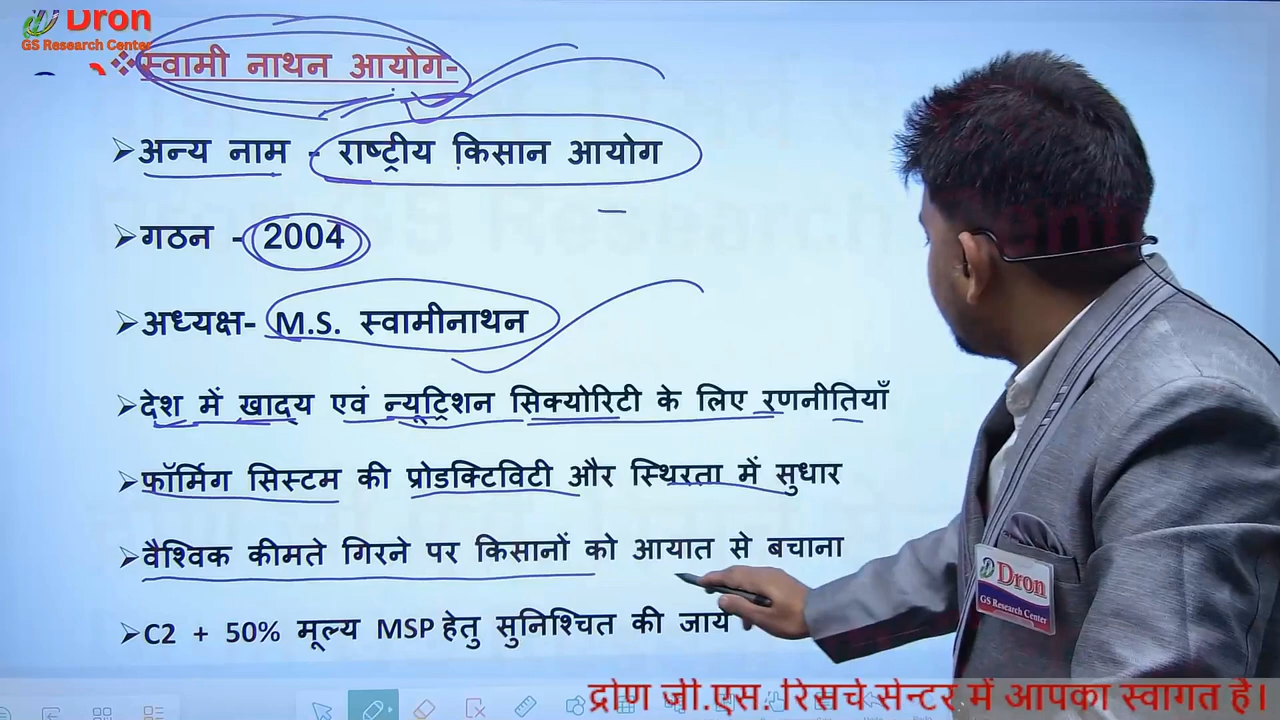 Dron
GS Research Center
❖स्वामी नाथन आयोग-
➢अन्य नाम - राष्ट्रीय किसान आयोग
➢गठन - 2004
➢अध्यक्ष- M.S. स्वामीनाथन
➢देश में खाद्य एवं न्यूट्रिशन सिक्योरिटी के लिए रणनीतियाँ
➢फॉर्मिग सिस्टम की प्रोडक्टिविटी और स्थिरता में सुधार
➢वैश्विक कीमते गिरने पर किसानों को आयात से बचाना
➢C2 + 50% मूल्य MSP हेतु सुनिश्चित की जाये
Dron
GS Research Center
द्रोण जी.एस. रिसर्च सेन्टर में आपका स्वागत है।